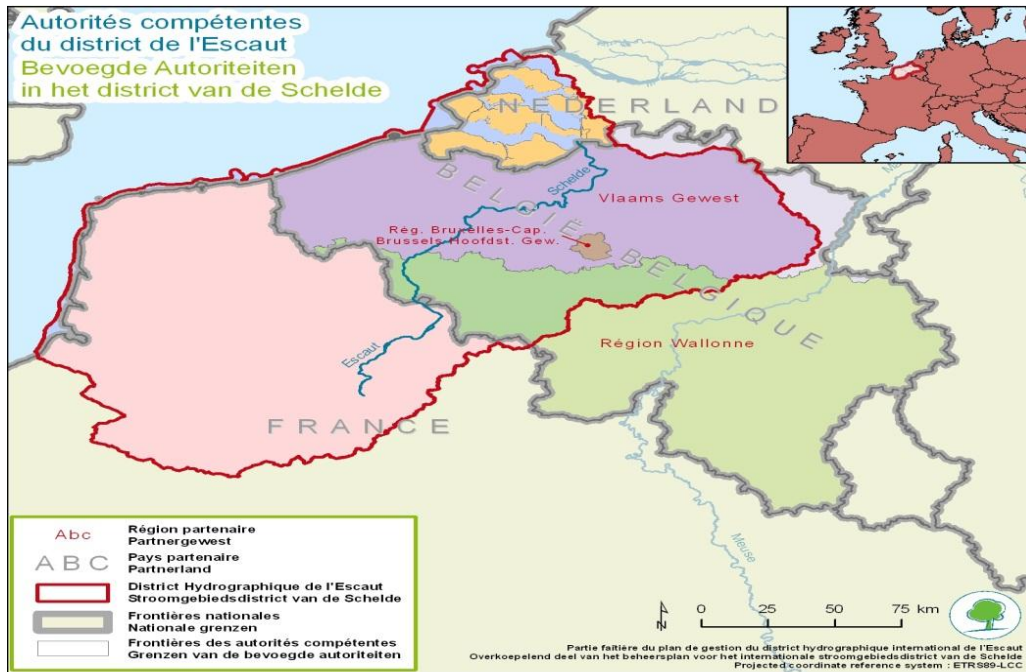 Autorités compétentes
du district de l'Escaut
Bevoegde Autoriteiten
in het district van de Schelde
NEDERLAND
BELGIË BELGIQUE
Schelde
Vlaams Gewest
Rég. Bruxelles-Cap.
Brussels Hoofdst. Gew.
Meuse
Escaut
Région Wallonne
FRANCE
Meuse
Abc
Région partenaire
Partnergewest
ABC
Pays partenaire
Partnerland
District Hydrographique de l'Escaut
Stroomgebiedsdistrict van de Schelde
Frontières nationales
Nationale grenzen
Frontières des autorités compétentes
Grenzen van de bevoegde autoriteiten
N
0 25 50 75 km
Partie faîtière du plan de gestion du district hydrographique international de l'Escaut
Overkoepelend deel van het beheersplan voor het internationale stroomgebiedsdistrict van de Schelde
Projected coordinate reference system : ETRS89-LCC